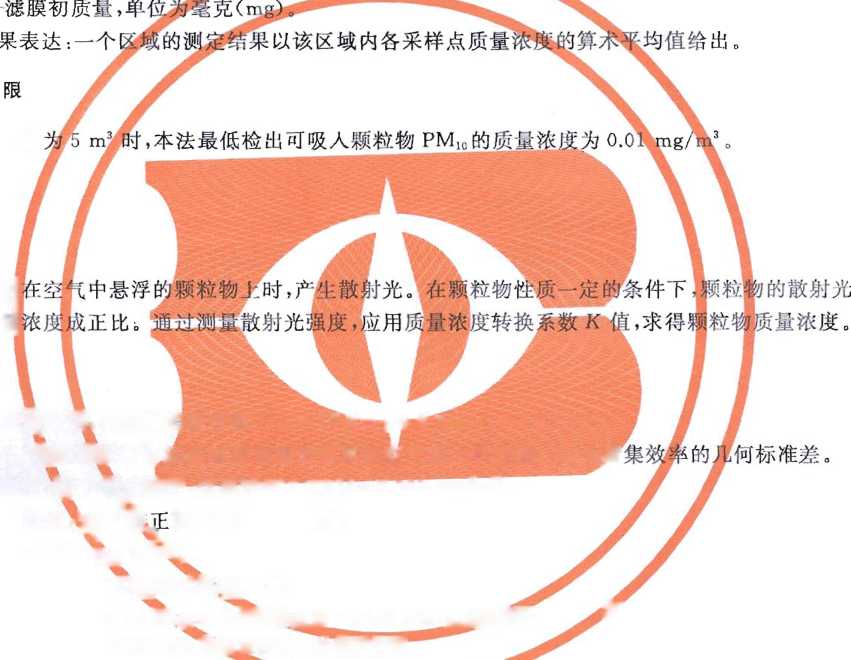 滤膜初质量,单位为毫克(mg)。
果表达:一个区域的测定结果以该区域内各采样点质量浓度的算术平均值给出。
限
为 5 m³ 时,本法最低检出可吸入颗粒物 PM₁₀的质量浓度为 0.01 mg/m³。
在空气中悬浮的颗粒物上时,产生散射光。在颗粒物性质一定的条件下,颗粒物的散射光
浓度成正比。通过测量散射光强度,应用质量浓度转换系数 K 值,求得颗粒物质量浓度。
集效率的几何标准差。
正